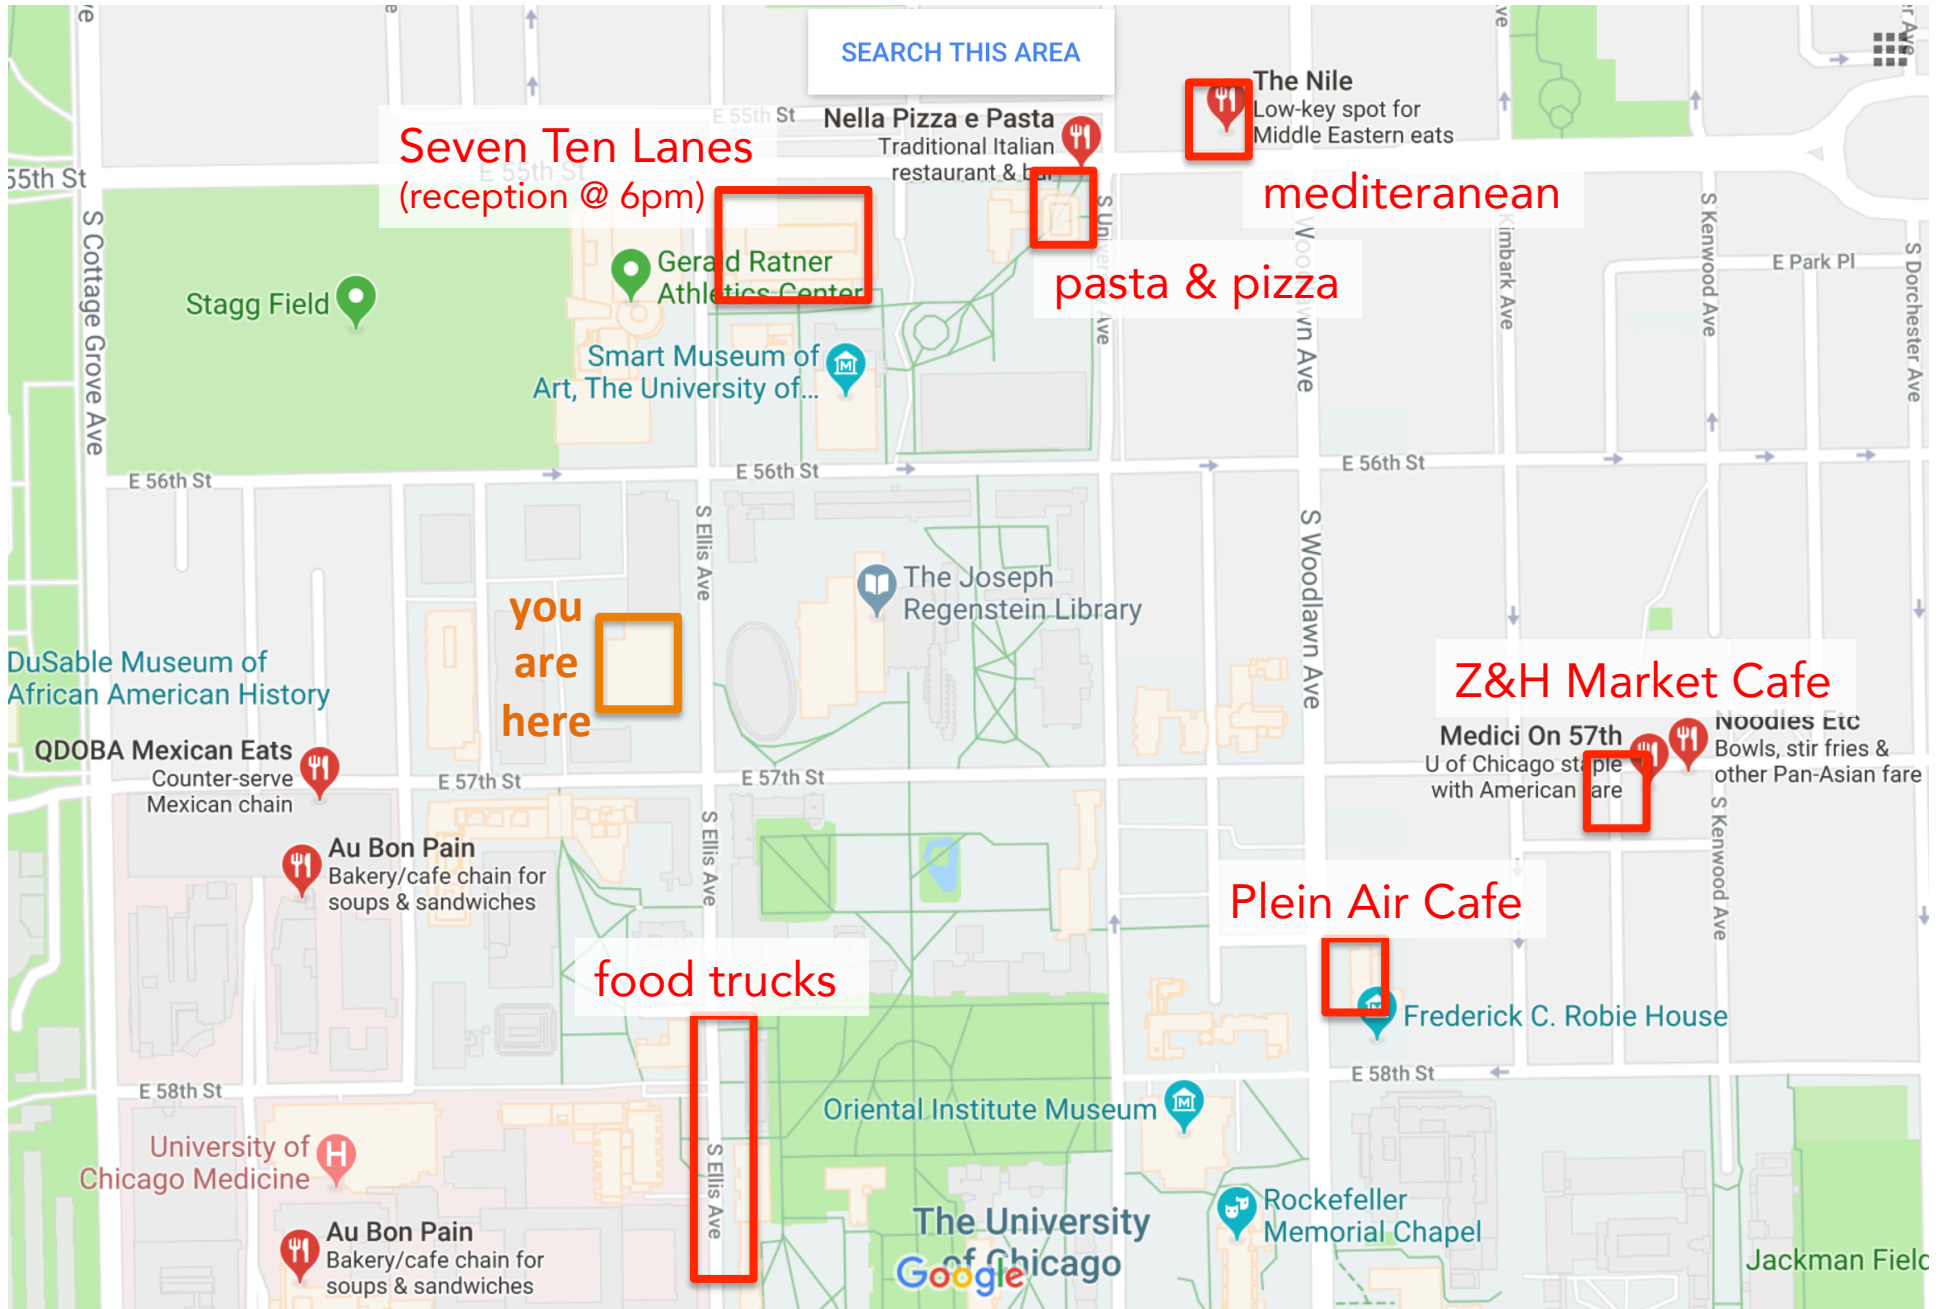 SEARCH THIS AREA
The Nile
Low-key spot for
Middle Eastern eats
E 55th St
Nella Pizza e Pasta
Traditional Italian
restaurant & bar
Seven Ten Lanes
(reception @ 6pm)
E 55th St
55th St
mediteranean
pasta & pizza
S Cottage Grove Ave
Stagg Field
Gerald Ratner
Athletics Center
Smart Museum of
Art, The University of...
S University Ave
Woodlawn Ave
Kimbark Ave
S Kenwood Ave
E Park Pl
S Dorchester Ave
E 56th St
E 56th St
E 56th St
S Ellis Ave
The Joseph
Regenstein Library
S Woodlawn Ave
you
are
here
DuSable Museum of
African American History
Z&H Market Cafe
Medici On 57th
U of Chicago staple
with American fare
Noodles Etc
Bowls, stir fries &
other Pan-Asian fare
QDOBA Mexican Eats
Counter-serve
Mexican chain
E 57th St
E 57th St
S Ellis Ave
S Kenwood Ave
Au Bon Pain
Bakery/cafe chain for
soups & sandwiches
Plein Air Cafe
food trucks
Frederick C. Robie House
E 58th St
E 58th St
Oriental Institute Museum
University of
Chicago Medicine
S Ellis Ave
Rockefeller
Memorial Chapel
The University
of Chicago
Au Bon Pain
Bakery/cafe chain for
soups & sandwiches
Google
Jackman Field